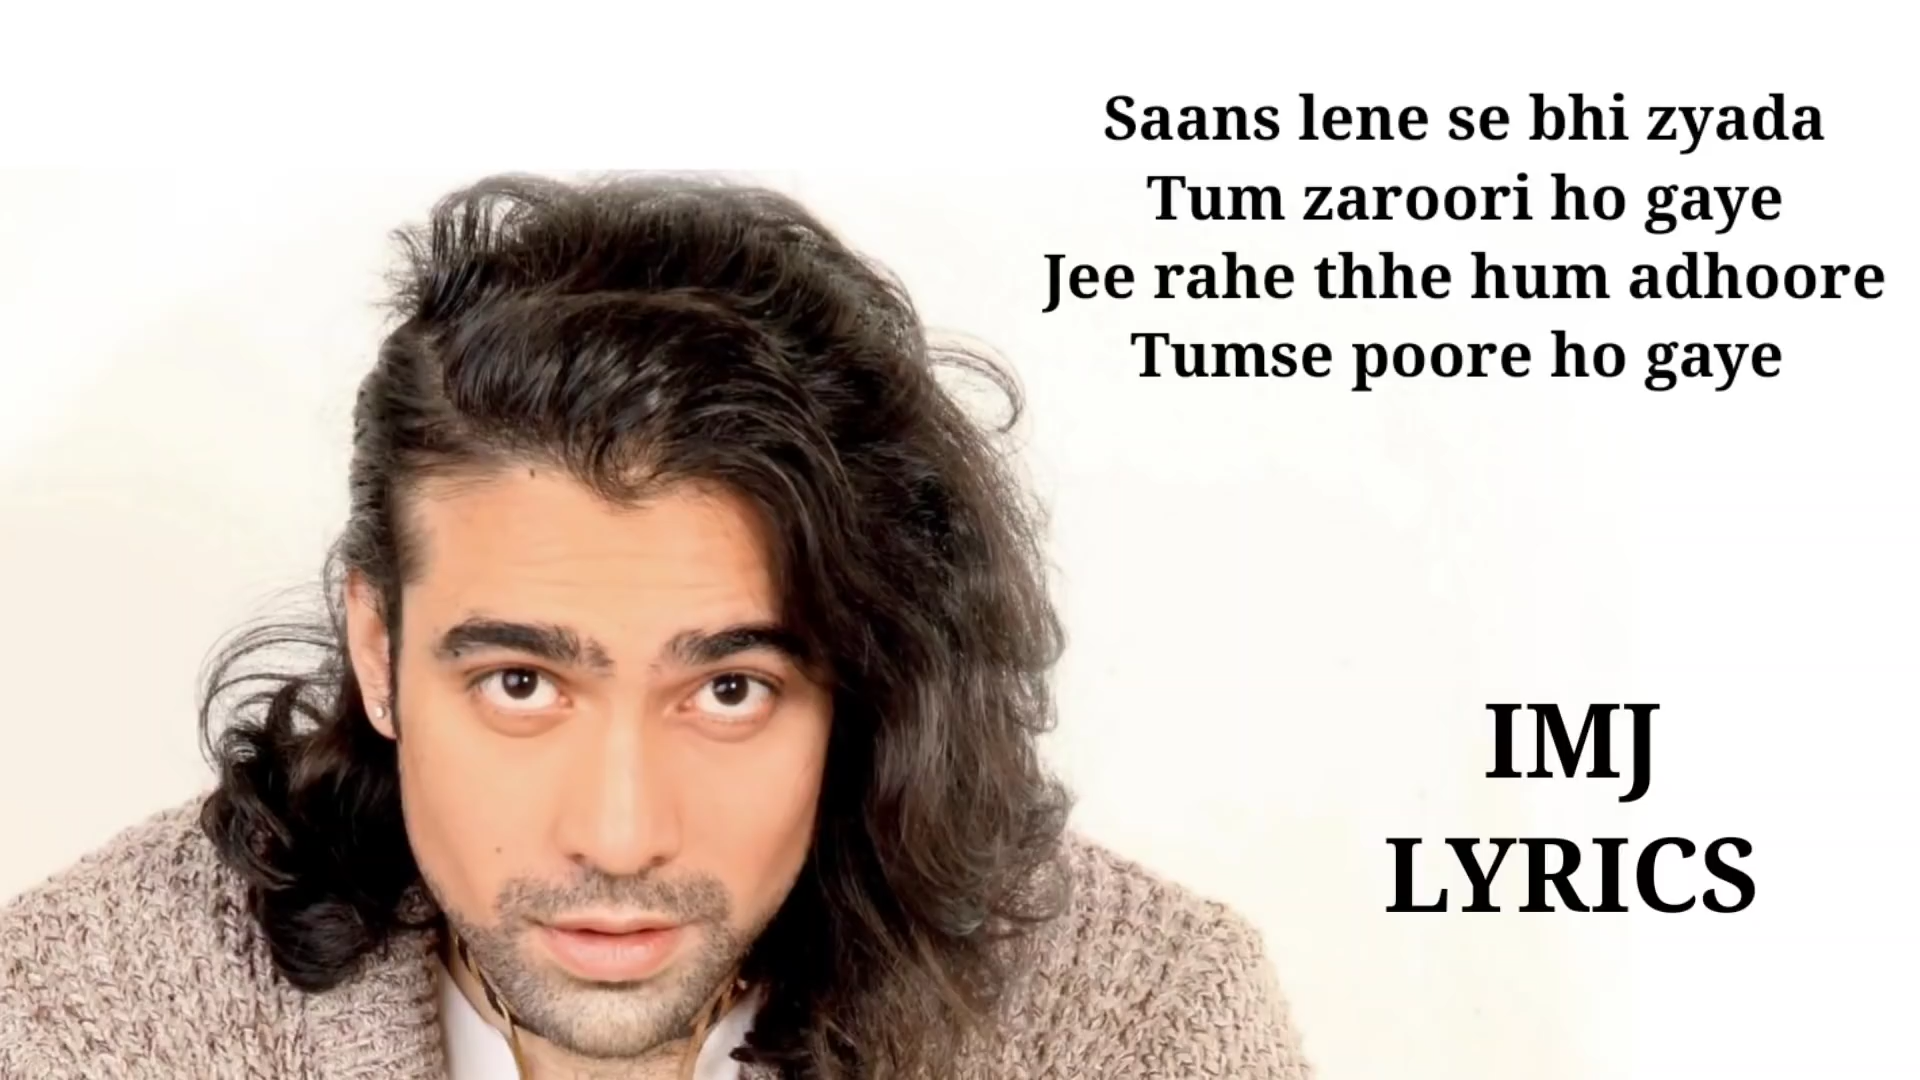 Saans lene se bhi zyada
Tum zaroori ho gaye
Jee rahe thhe hum adhoore
Tumse poore ho gaye
IMJ
LYRICS